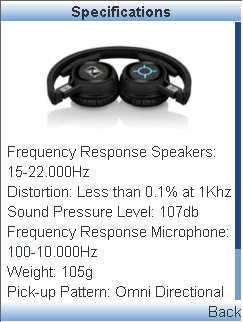 Specifications
Frequency Response Speakers:
15-22.000Hz
Distortion: Less than 0.1% at 1Khz
Sound Pressure Level: 107db
Frequency Response Microphone:
100-10.000Hz
Weight: 105g
Pick-up Pattern: Omni Directional
Back